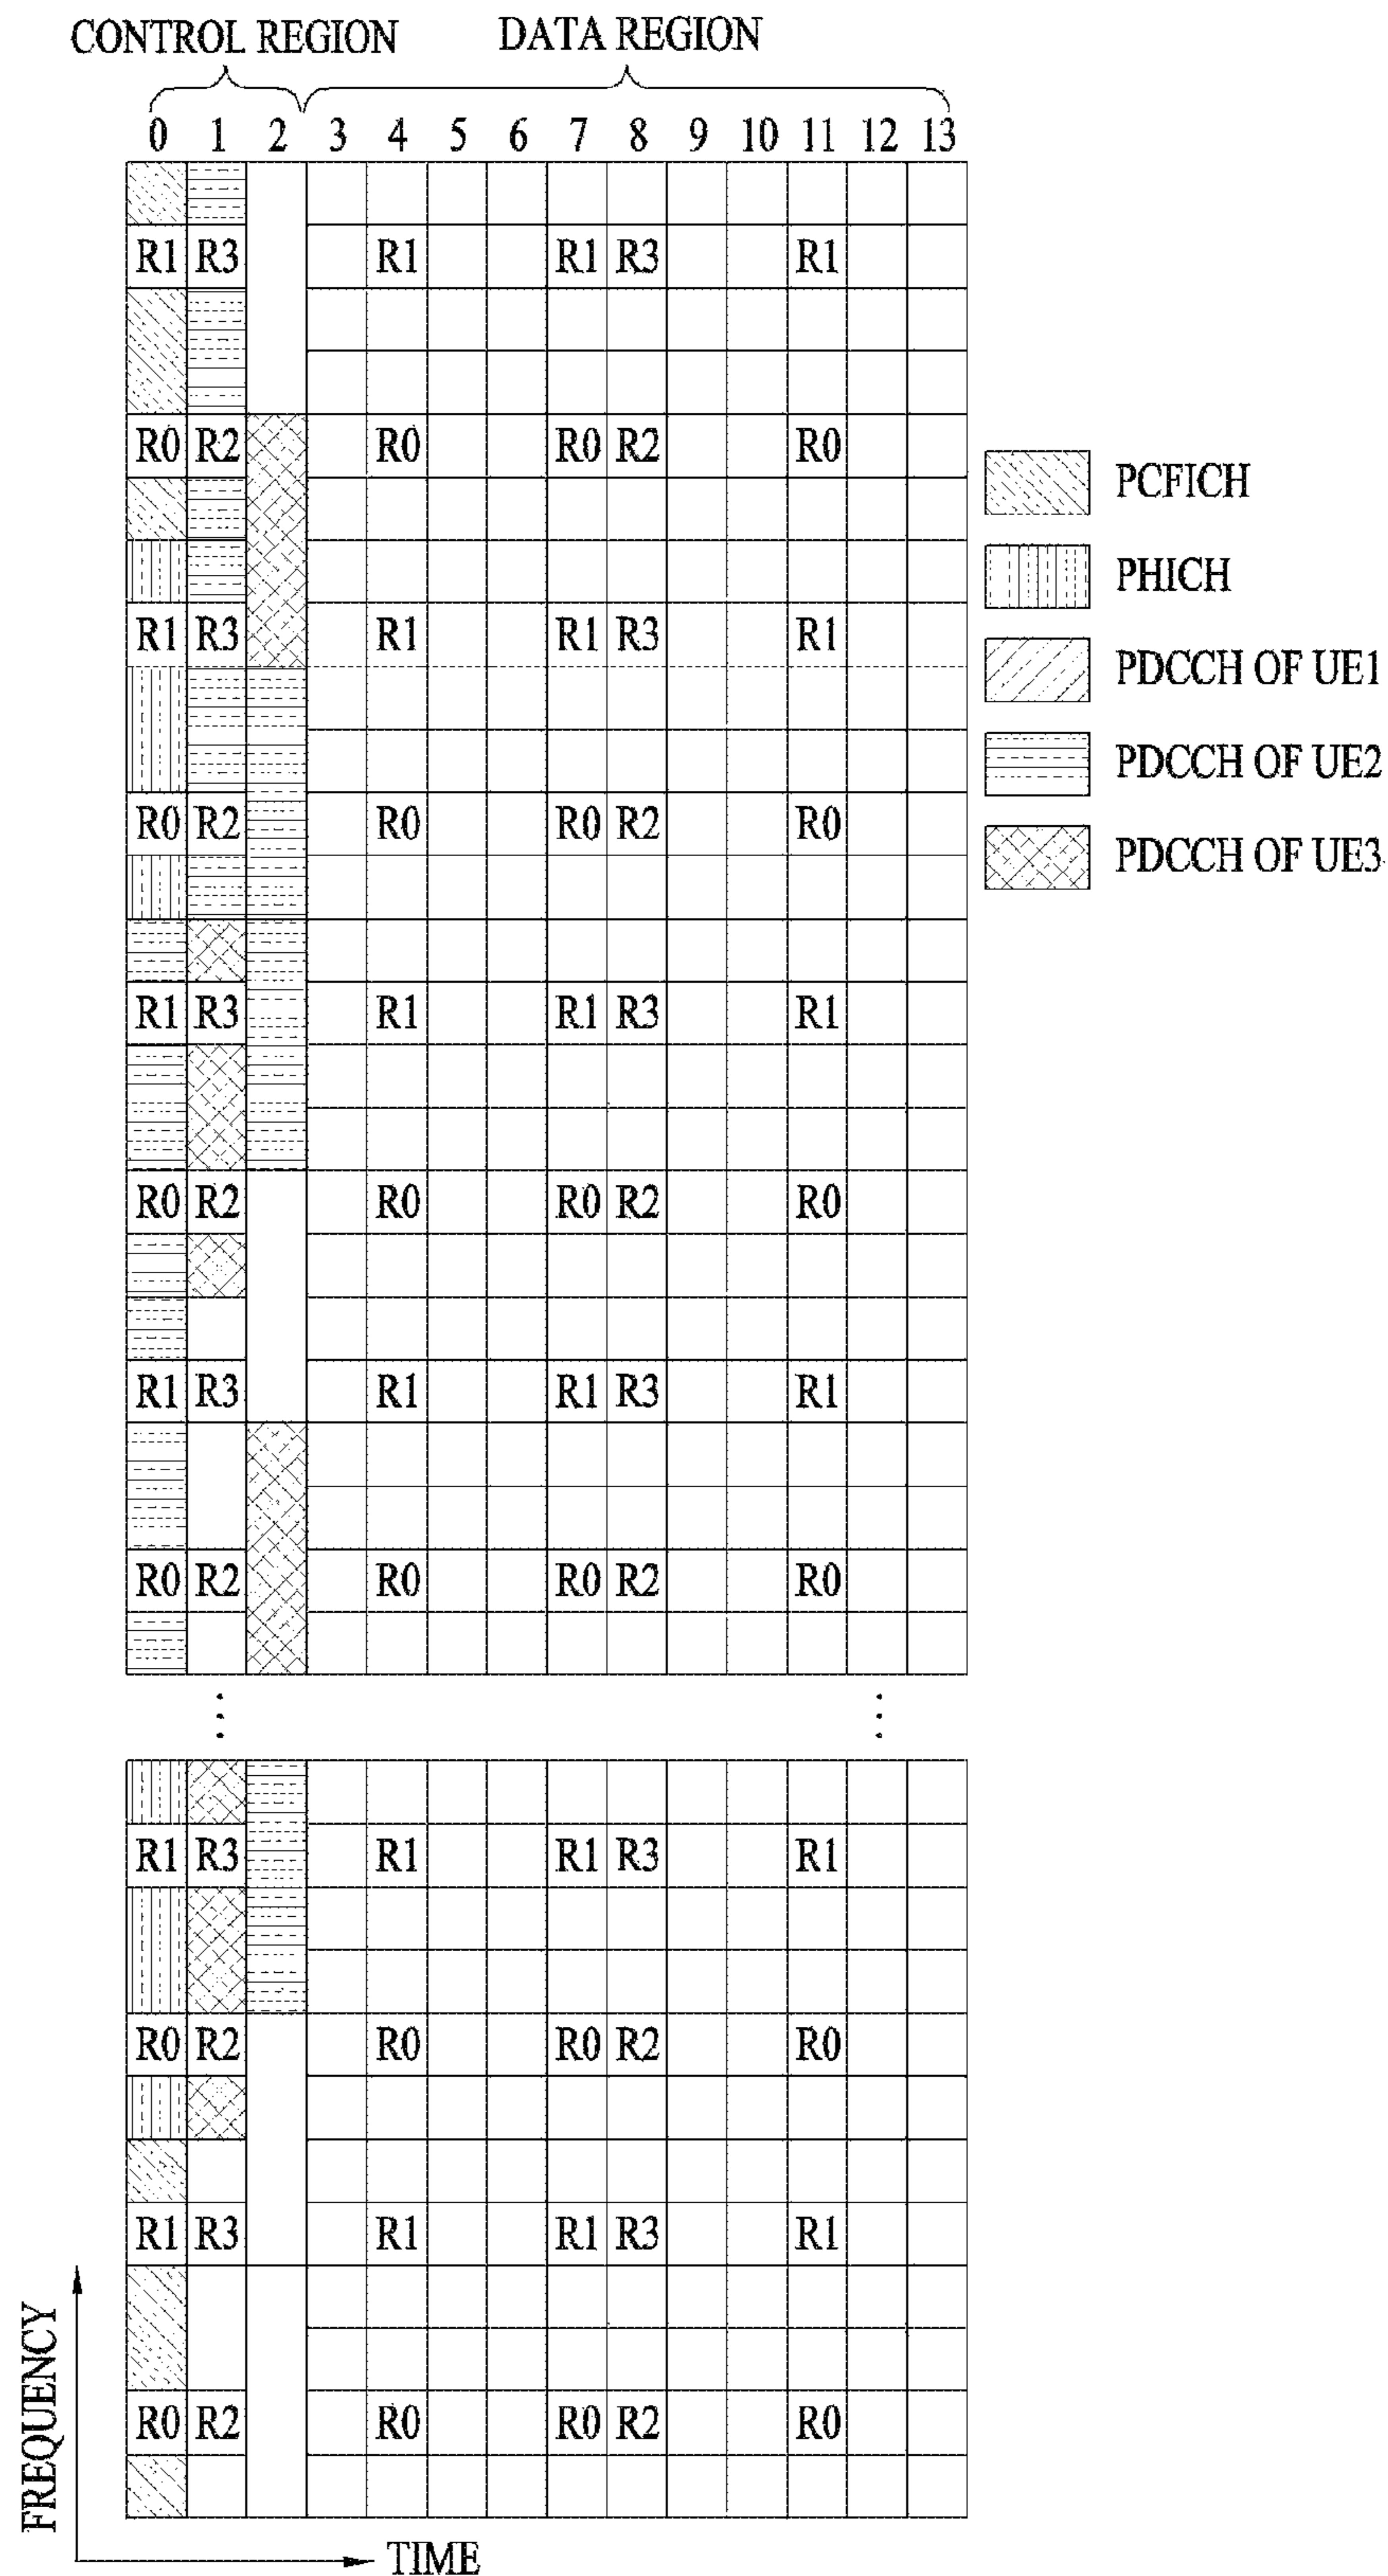 CONTROL REGION DATA REGION
0 1 2 3 4 5 6 7 8 9 10 11 12 13
R1 R3 R1 R1 R3 R1
R0 R2 R0 R0 R2 R0
PCFICH
PHICH
R1 R3 R1 R1 R3 R1
PDCCH OF UE1
PDCCH OF UE2
R0 R2 R0 R0 R2 R0
PDCCH OF UE3
R1 R3 R1 R1 R3 R1
R0 R2 R0 R0 R2 R0
R1 R3 R1 R1 R3 R1
R0 R2 R0 R0 R2 R0
R1 R3 R1 R1 R3 R1
R0 R2 R0 R0 R2 R0
R1 R3 R1 R1 R3 R1
R0 R2 R0 R0 R2 R0
FREQUENCY
TIME